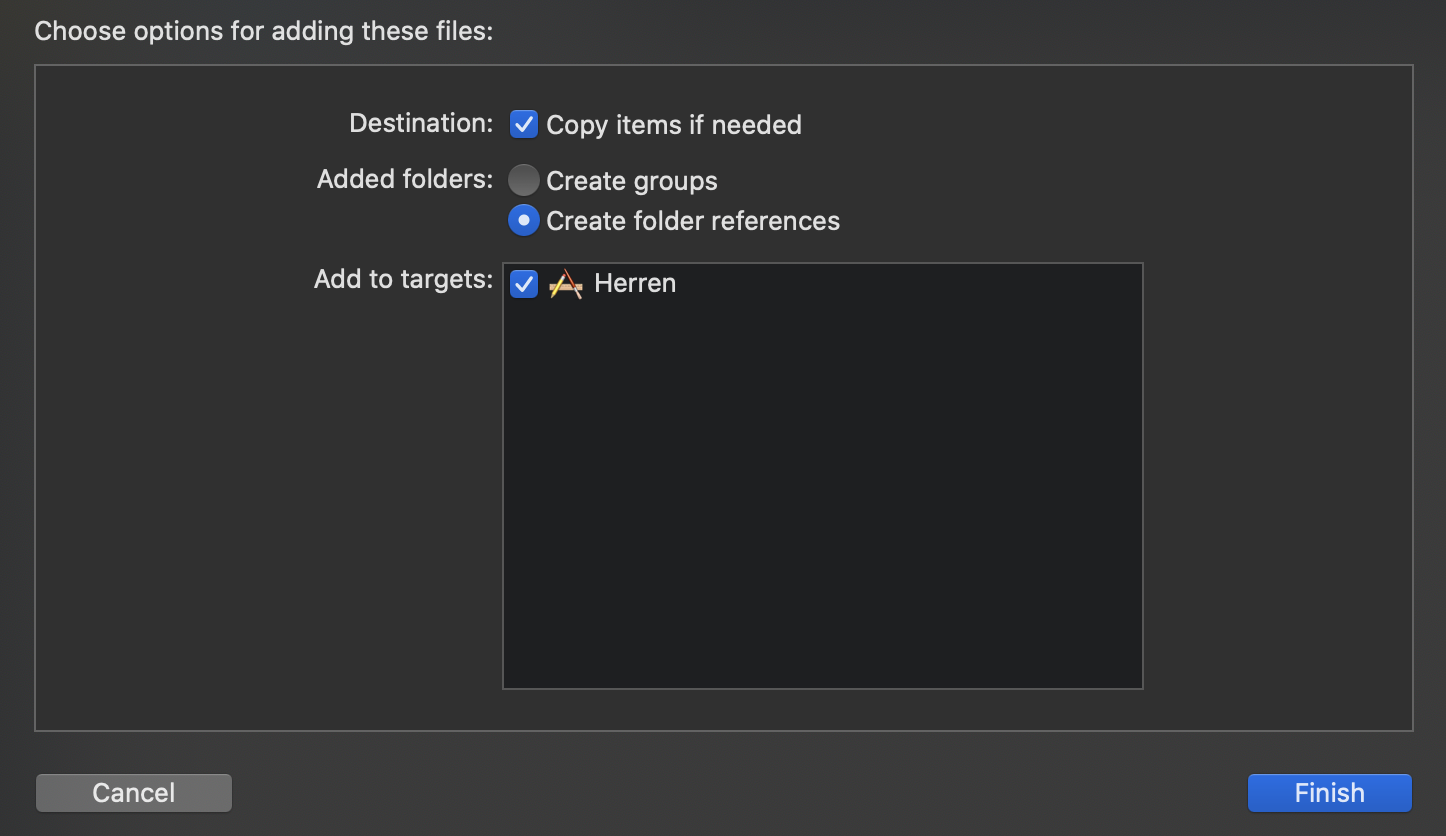 Choose options for adding these files:
Destination: Copy items if needed
Added folders: Create groups
Create folder references
Add to targets: Herren
Cancel Finish